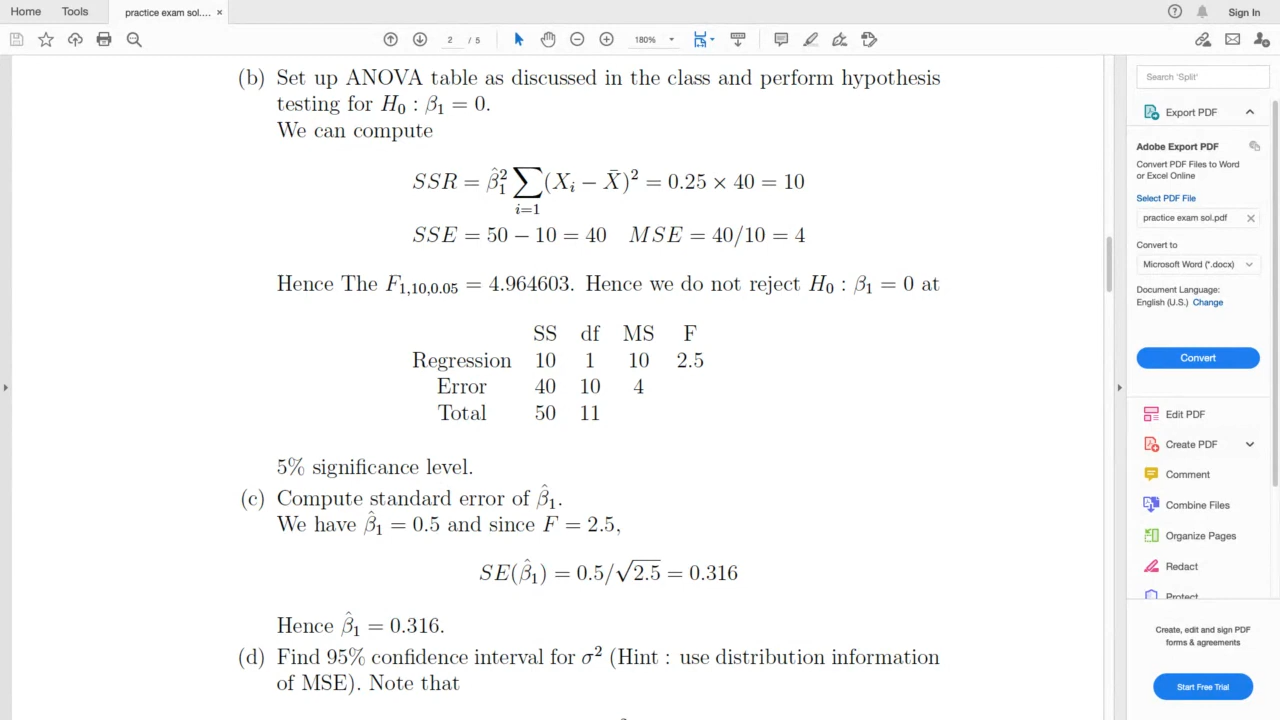 Home Tools practice exam sol.... × Sign In
2 / 5 180%
(b) Set up ANOVA table as discussed in the class and perform hypothesis
testing for H₀ : β₁ = 0.
We can compute
SSR = β̂₁² ∑ᵢ₌₁ (Xᵢ − X̄)² = 0.25 × 40 = 10
SSE = 50 − 10 = 40 MSE = 40/10 = 4
Hence The F₁,₁₀,₀.₀₅ = 4.964603. Hence we do not reject H₀ : β₁ = 0 at
SS df MS F
Regression 10 1 10 2.5
Error 40 10 4
Total 50 11
5% significance level.
(c) Compute standard error of β̂₁.
We have β̂₁ = 0.5 and since F = 2.5,
SE(β̂₁) = 0.5/√2.5 = 0.316
Hence β̂₁ = 0.316.
(d) Find 95% confidence interval for σ² (Hint : use distribution information
of MSE). Note that
Search 'Split'
Export PDF
Adobe Export PDF
Convert PDF Files to Word
or Excel Online
Select PDF File
practice exam sol.pdf
Convert to
Microsoft Word (*.docx)
Document Language:
English (U.S.) Change
Convert
Edit PDF
Create PDF
Comment
Combine Files
Organize Pages
Redact
Protect
Create, edit and sign PDF
forms & agreements
Start Free Trial